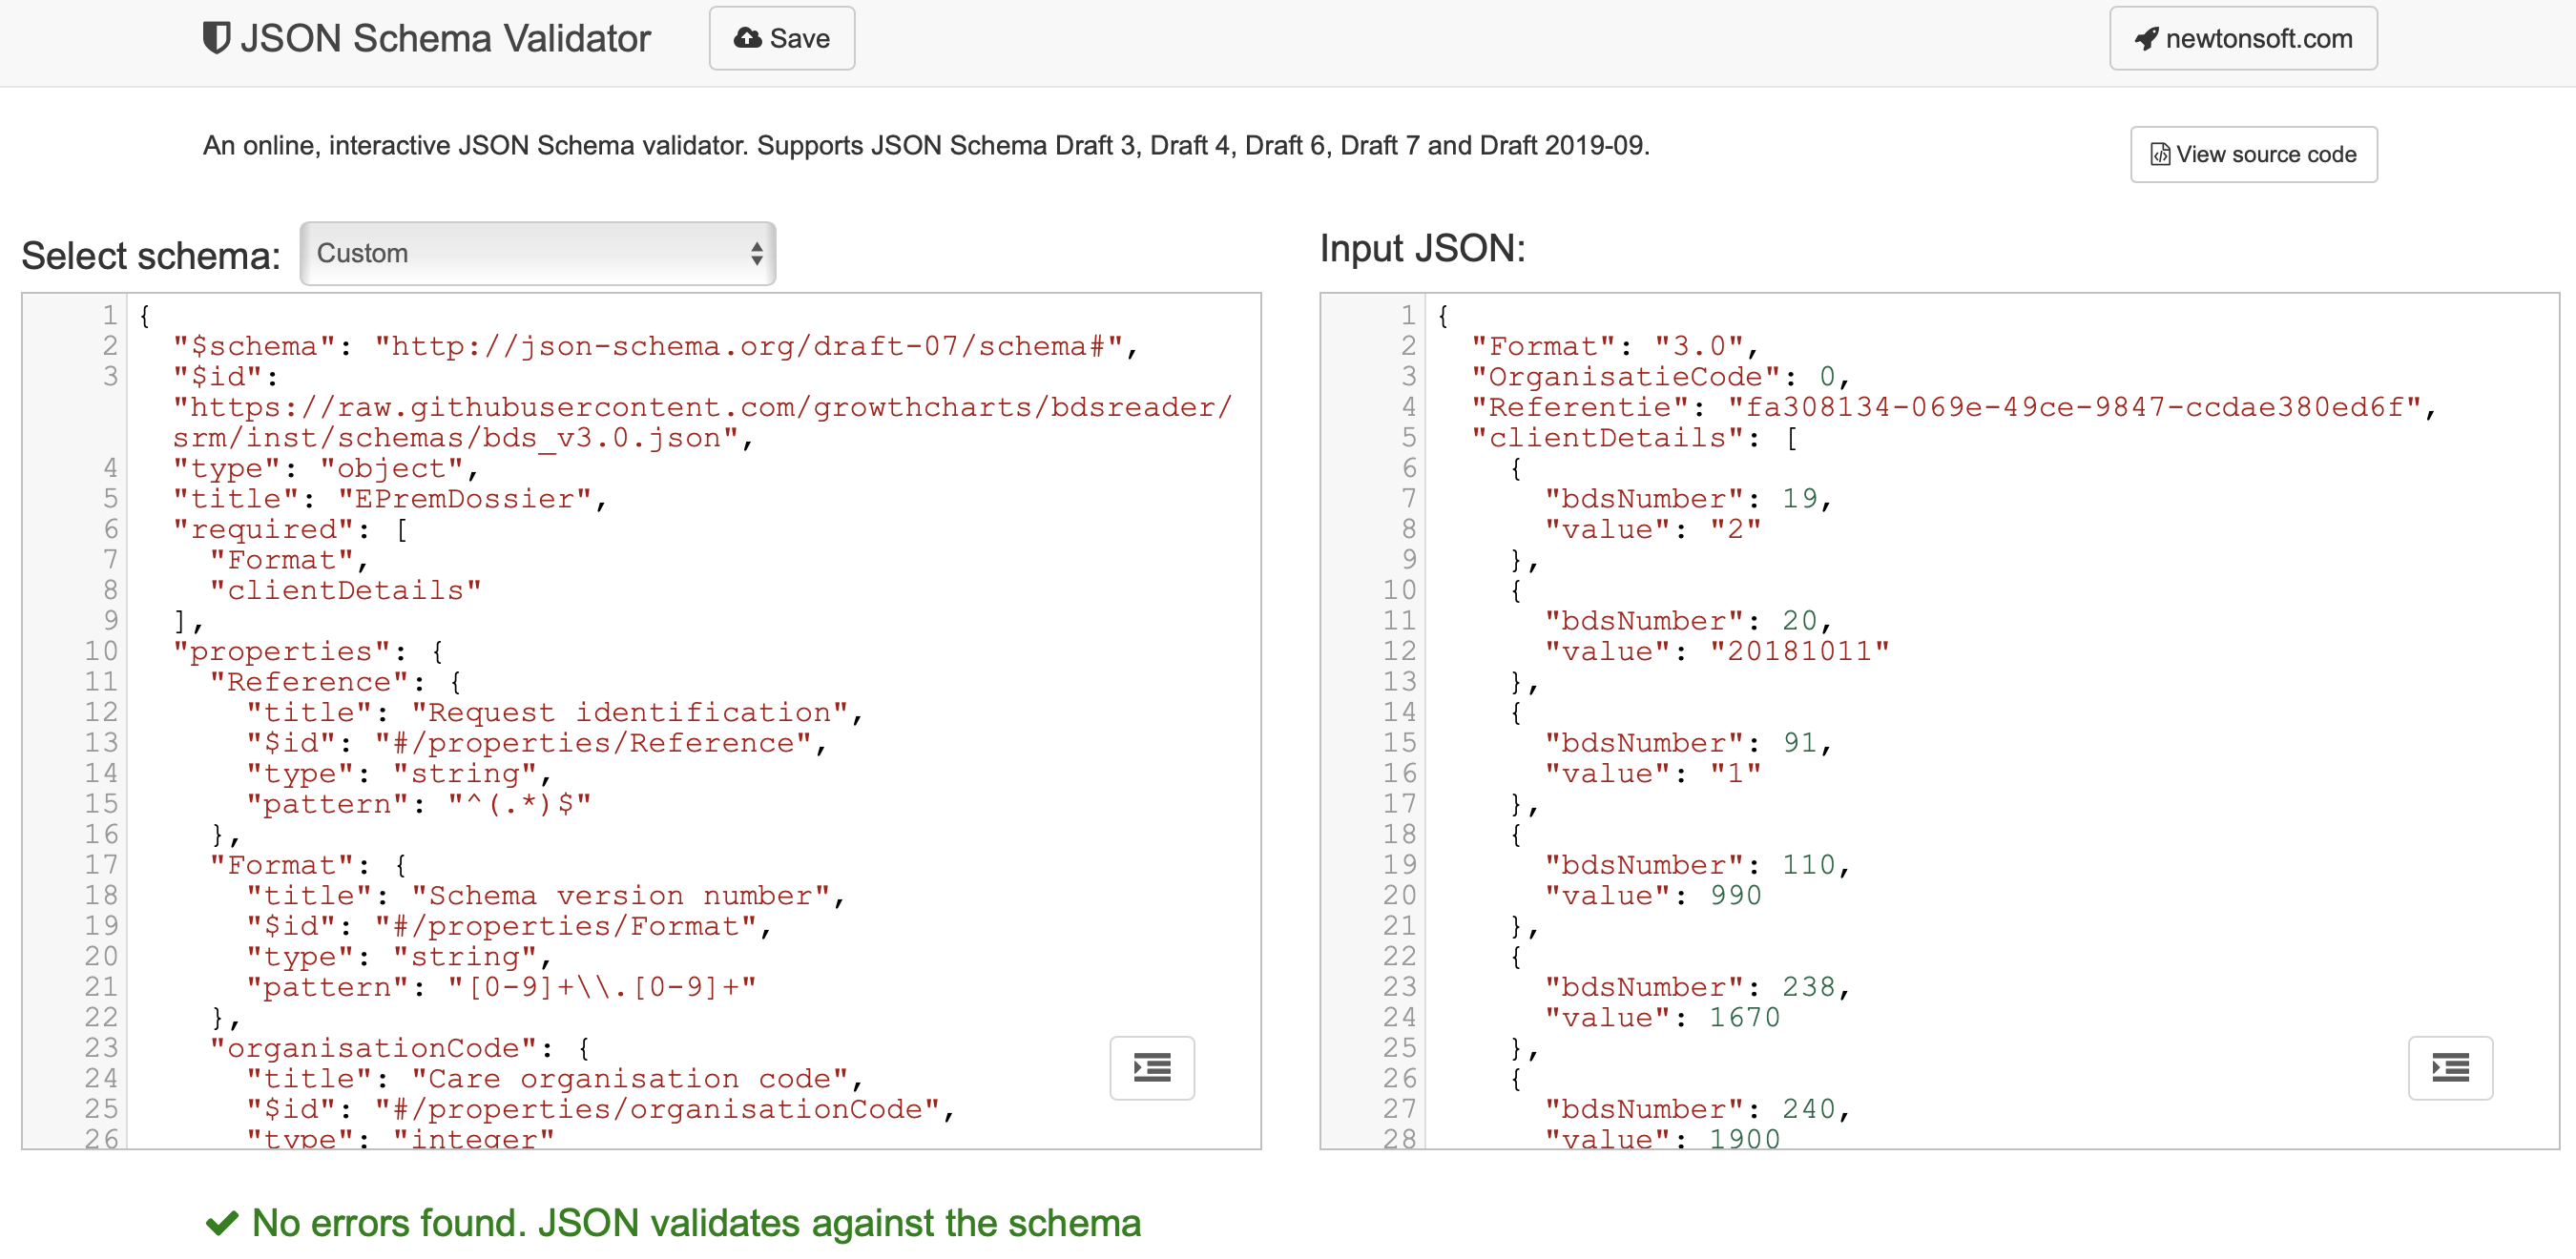 JSON Schema Validator
Save
newtonsoft.com
An online, interactive JSON Schema validator. Supports JSON Schema Draft 3, Draft 4, Draft 6, Draft 7 and Draft 2019-09.
View source code
Select schema:
Custom
1 {
2 "$schema": "http://json-schema.org/draft-07/schema#",
3 "$id":
"https://raw.githubusercontent.com/growthcharts/bdsreader/
srm/inst/schemas/bds_v3.0.json",
4 "type": "object",
5 "title": "EPremDossier",
6 "required": [
7 "Format",
8 "clientDetails"
9 ],
10 "properties": {
11 "Reference": {
12 "title": "Request identification",
13 "$id": "#/properties/Reference",
14 "type": "string",
15 "pattern": "^(.*)$"
16 },
17 "Format": {
18 "title": "Schema version number",
19 "$id": "#/properties/Format",
20 "type": "string",
21 "pattern": "[0-9]+\\.[0-9]+"
22 },
23 "organisationCode": {
24 "title": "Care organisation code",
25 "$id": "#/properties/organisationCode",
26 "type": "integer"
Input JSON:
1 {
2 "Format": "3.0",
3 "OrganisatieCode": 0,
4 "Referentie": "fa308134-069e-49ce-9847-ccdae380ed6f",
5 "clientDetails": [
6 {
7 "bdsNumber": 19,
8 "value": "2"
9 },
10 {
11 "bdsNumber": 20,
12 "value": "20181011"
13 },
14 {
15 "bdsNumber": 91,
16 "value": "1"
17 },
18 {
19 "bdsNumber": 110,
20 "value": 990
21 },
22 {
23 "bdsNumber": 238,
24 "value": 1670
25 },
26 {
27 "bdsNumber": 240,
28 "value": 1900
No errors found. JSON validates against the schema